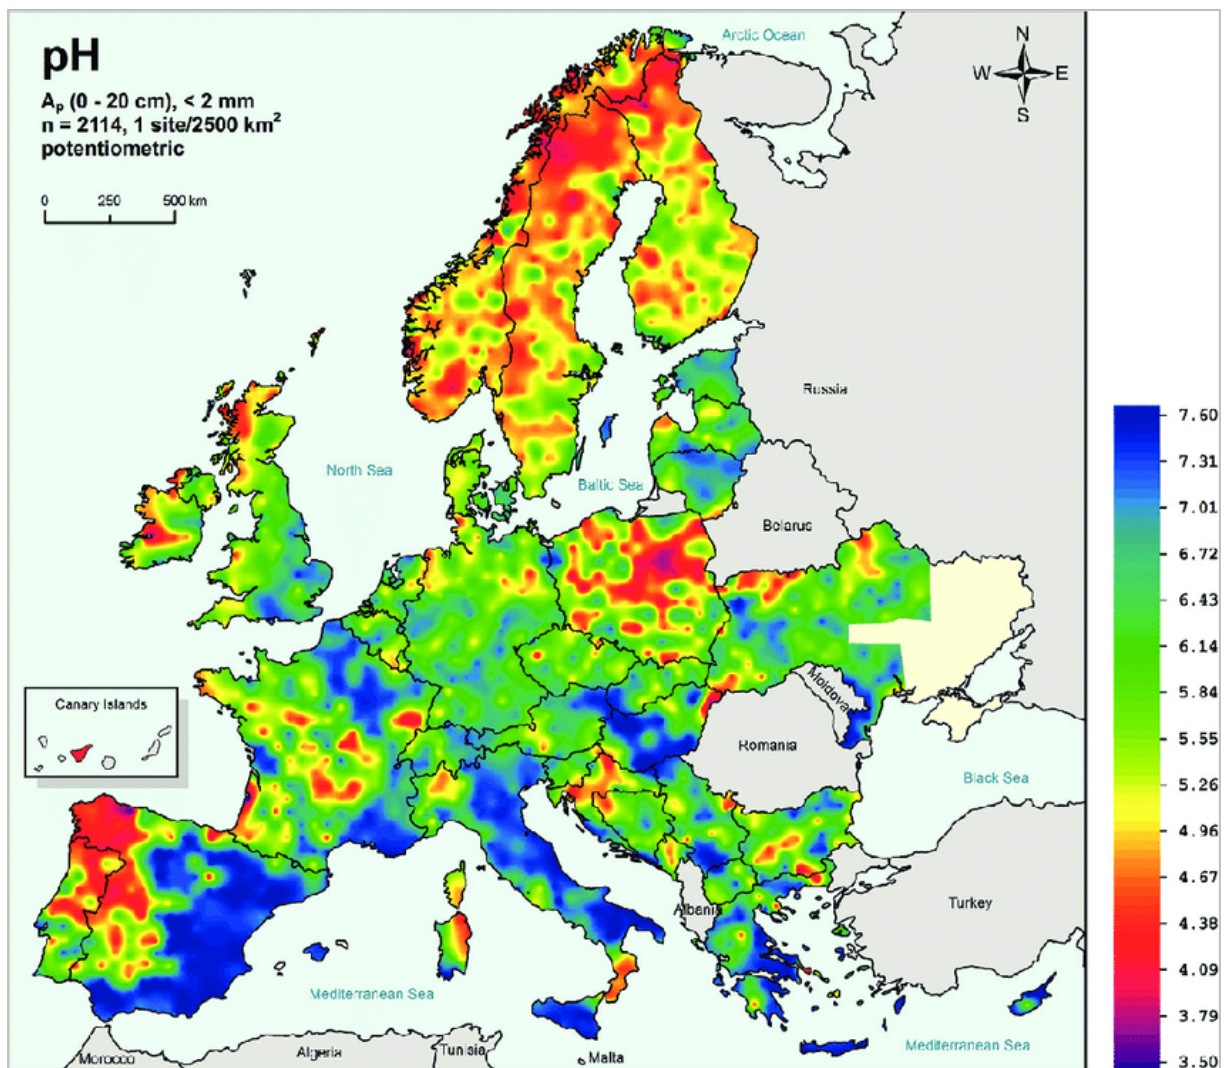 pH
Aₚ (0 - 20 cm), < 2 mm
n = 2114, 1 site/2500 km²
potentiometric
0 250 500 km
Arctic Ocean
N
W E
S
Russia
North Sea
Baltic Sea
Belarus
Moldova
Canary Islands
Romania
Black Sea
Albania
Turkey
Mediterranean Sea
Mediterranean Sea
Morocco
Algeria
Tunisia
Malta
7.60
7.31
7.01
6.72
6.43
6.14
5.84
5.55
5.26
4.96
4.67
4.38
4.09
3.79
3.50